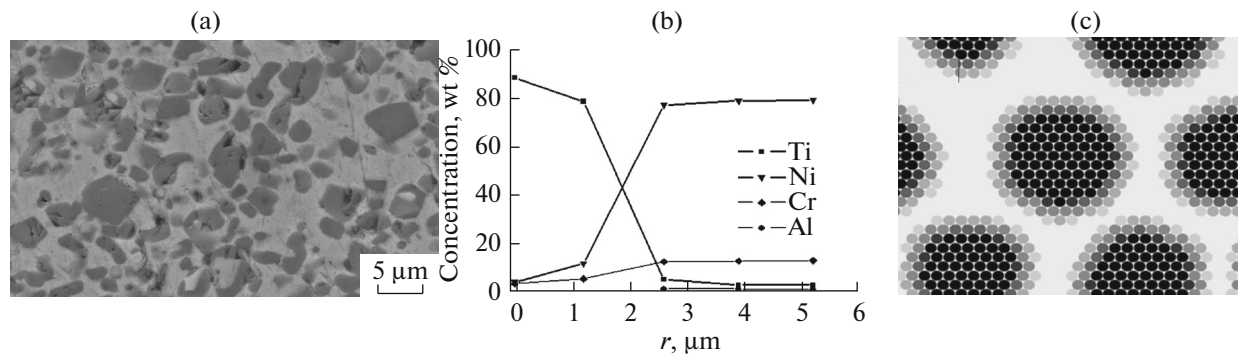 (a)
(b)
(c)
5 μm
Concentration, wt %
100
80
60
40
20
0
0 1 2 3 4 5 6
r, μm
Ti
Ni
Cr
Al